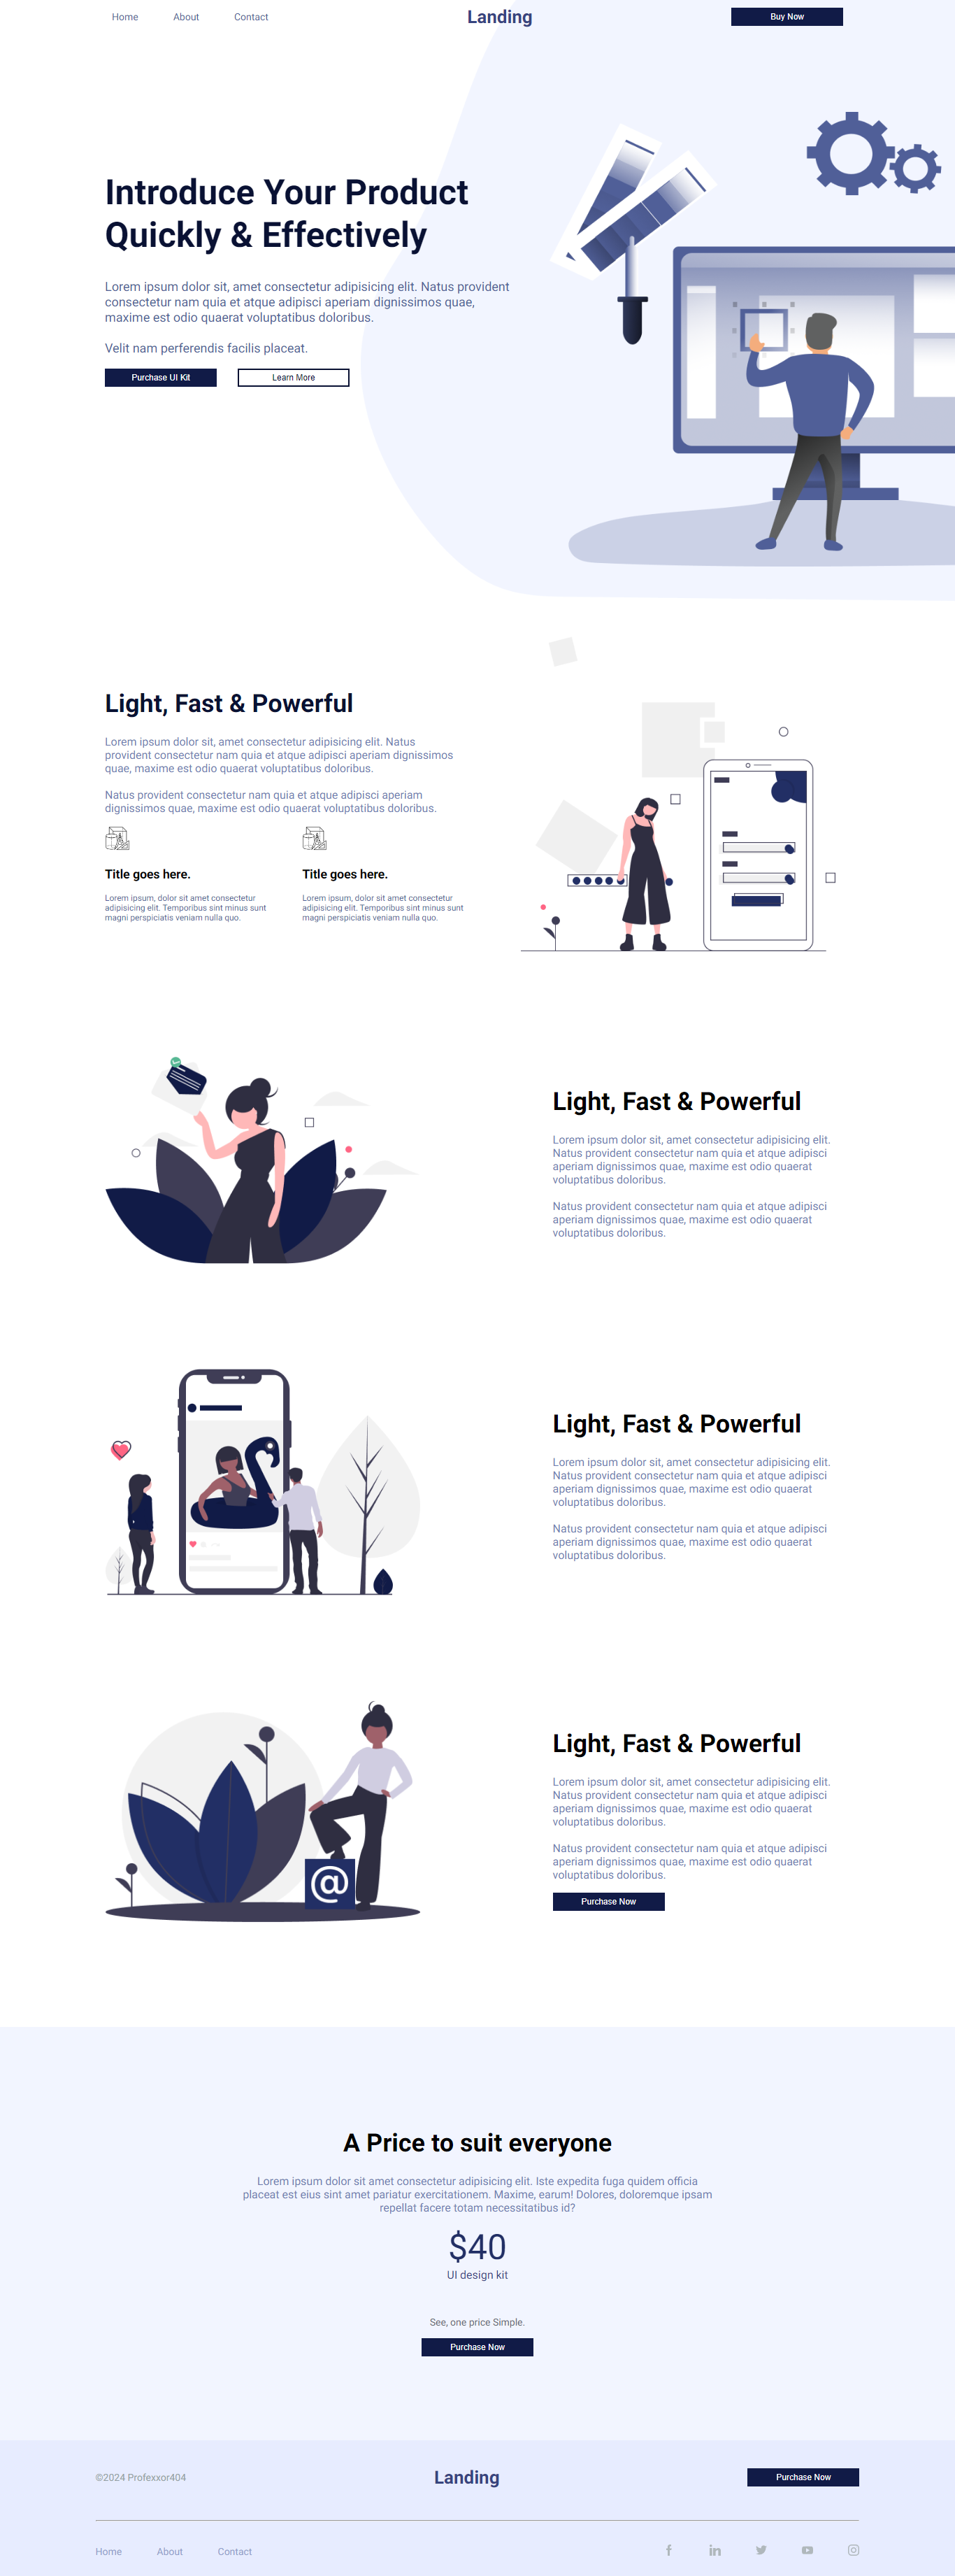 Home About Contact Landing Buy Now
Introduce Your Product
Quickly & Effectively
Lorem ipsum dolor sit, amet consectetur adipisicing elit. Natus provident
consectetur nam quia et atque adipisci aperiam dignissimos quae,
maxime est odio quaerat voluptatibus doloribus.
Velit nam perferendis facilis placeat.
Purchase UI Kit Learn More
Light, Fast & Powerful
Lorem ipsum dolor sit, amet consectetur adipisicing elit. Natus
provident consectetur nam quia et atque adipisci aperiam dignissimos
quae, maxime est odio quaerat voluptatibus doloribus.
Natus provident consectetur nam quia et atque adipisci aperiam
dignissimos quae, maxime est odio quaerat voluptatibus doloribus.
Title goes here.
Lorem ipsum, dolor sit amet consectetur
adipisicing elit. Temporibus sint minus sunt
magni perspiciatis veniam nulla quo.
Title goes here.
Lorem ipsum, dolor sit amet consectetur
adipisicing elit. Temporibus sint minus sunt
magni perspiciatis veniam nulla quo.
Light, Fast & Powerful
Lorem ipsum dolor sit, amet consectetur adipisicing elit.
Natus provident consectetur nam quia et atque adipisci
aperiam dignissimos quae, maxime est odio quaerat
voluptatibus doloribus.
Natus provident consectetur nam quia et atque adipisci
aperiam dignissimos quae, maxime est odio quaerat
voluptatibus doloribus.
Light, Fast & Powerful
Lorem ipsum dolor sit, amet consectetur adipisicing elit.
Natus provident consectetur nam quia et atque adipisci
aperiam dignissimos quae, maxime est odio quaerat
voluptatibus doloribus.
Natus provident consectetur nam quia et atque adipisci
aperiam dignissimos quae, maxime est odio quaerat
voluptatibus doloribus.
@
Light, Fast & Powerful
Lorem ipsum dolor sit, amet consectetur adipisicing elit.
Natus provident consectetur nam quia et atque adipisci
aperiam dignissimos quae, maxime est odio quaerat
voluptatibus doloribus.
Natus provident consectetur nam quia et atque adipisci
aperiam dignissimos quae, maxime est odio quaerat
voluptatibus doloribus.
Purchase Now
A Price to suit everyone
Lorem ipsum dolor sit amet consectetur adipisicing elit. Iste expedita fuga quidem officia
placeat est eius sint amet pariatur exercitationem. Maxime, earum! Dolores, doloremque ipsam
repellat facere totam necessitatibus id?
$40
UI design kit
See, one price Simple.
Purchase Now
©2024 Profexxor404 Landing Purchase Now
Home About Contact